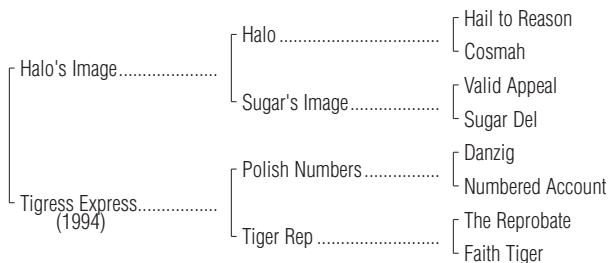 Hail to Reason
Halo ..................................
Cosmah
Halo's Image.....................
Valid Appeal
Sugar's Image ...................
Sugar Del
Danzig
Polish Numbers................
Numbered Account
Tigress Express.................
(1994)
The Reprobate
Tiger Rep ..........................
Faith Tiger